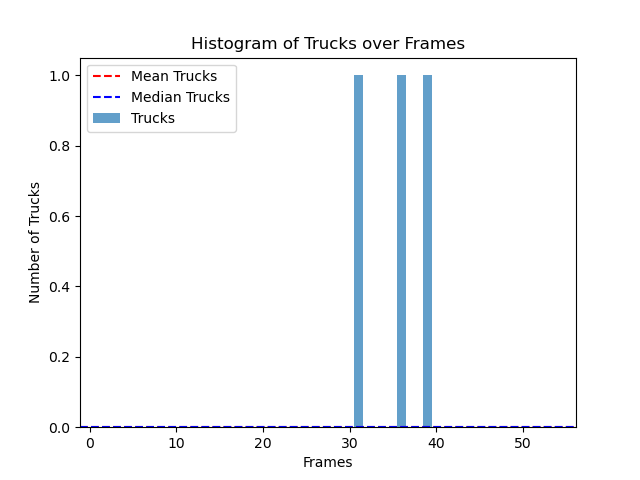 Histogram of Trucks over Frames
Mean Trucks
Median Trucks
Trucks
1.0
0.8
0.6
0.4
0.2
0.0
Number of Trucks
0 10 20 30 40 50
Frames